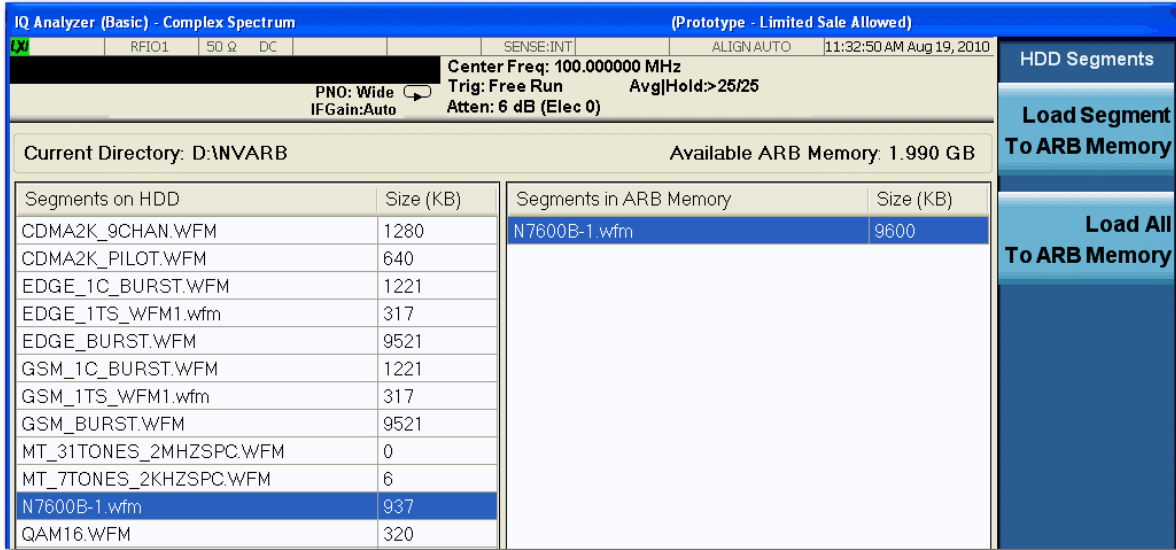 IQ Analyzer (Basic) - Complex Spectrum (Prototype - Limited Sale Allowed)
LXI RFIO1 50 Ω DC SENSE:INT ALIGN AUTO 11:32:50 AM Aug 19, 2010
Center Freq: 100.000000 MHz
PNO: Wide Trig: Free Run Avg|Hold:>25/25
IFGain:Auto Atten: 6 dB (Elec 0)
HDD Segments
Load Segment
To ARB Memory
Load All
To ARB Memory
Current Directory: D:\NVARB Available ARB Memory: 1.990 GB
Segments on HDD Size (KB) Segments in ARB Memory Size (KB)
CDMA2K_9CHAN.WFM 1280 N7600B-1.wfm 9600
CDMA2K_PILOT.WFM 640
EDGE_1C_BURST.WFM 1221
EDGE_1TS_WFM1.wfm 317
EDGE_BURST.WFM 9521
GSM_1C_BURST.WFM 1221
GSM_1TS_WFM1.wfm 317
GSM_BURST.WFM 9521
MT_31TONES_2MHZSPC.WFM 0
MT_7TONES_2KHZSPC.WFM 6
N7600B-1.wfm 937
QAM16.WFM 320